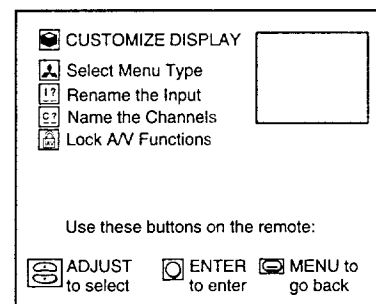 CUSTOMIZE DISPLAY
Select Menu Type
I? Rename the Input
C? Name the Channels
Lock A/V Functions
Use these buttons on the remote:
ADJUST to select
ENTER to enter
MENU to go back